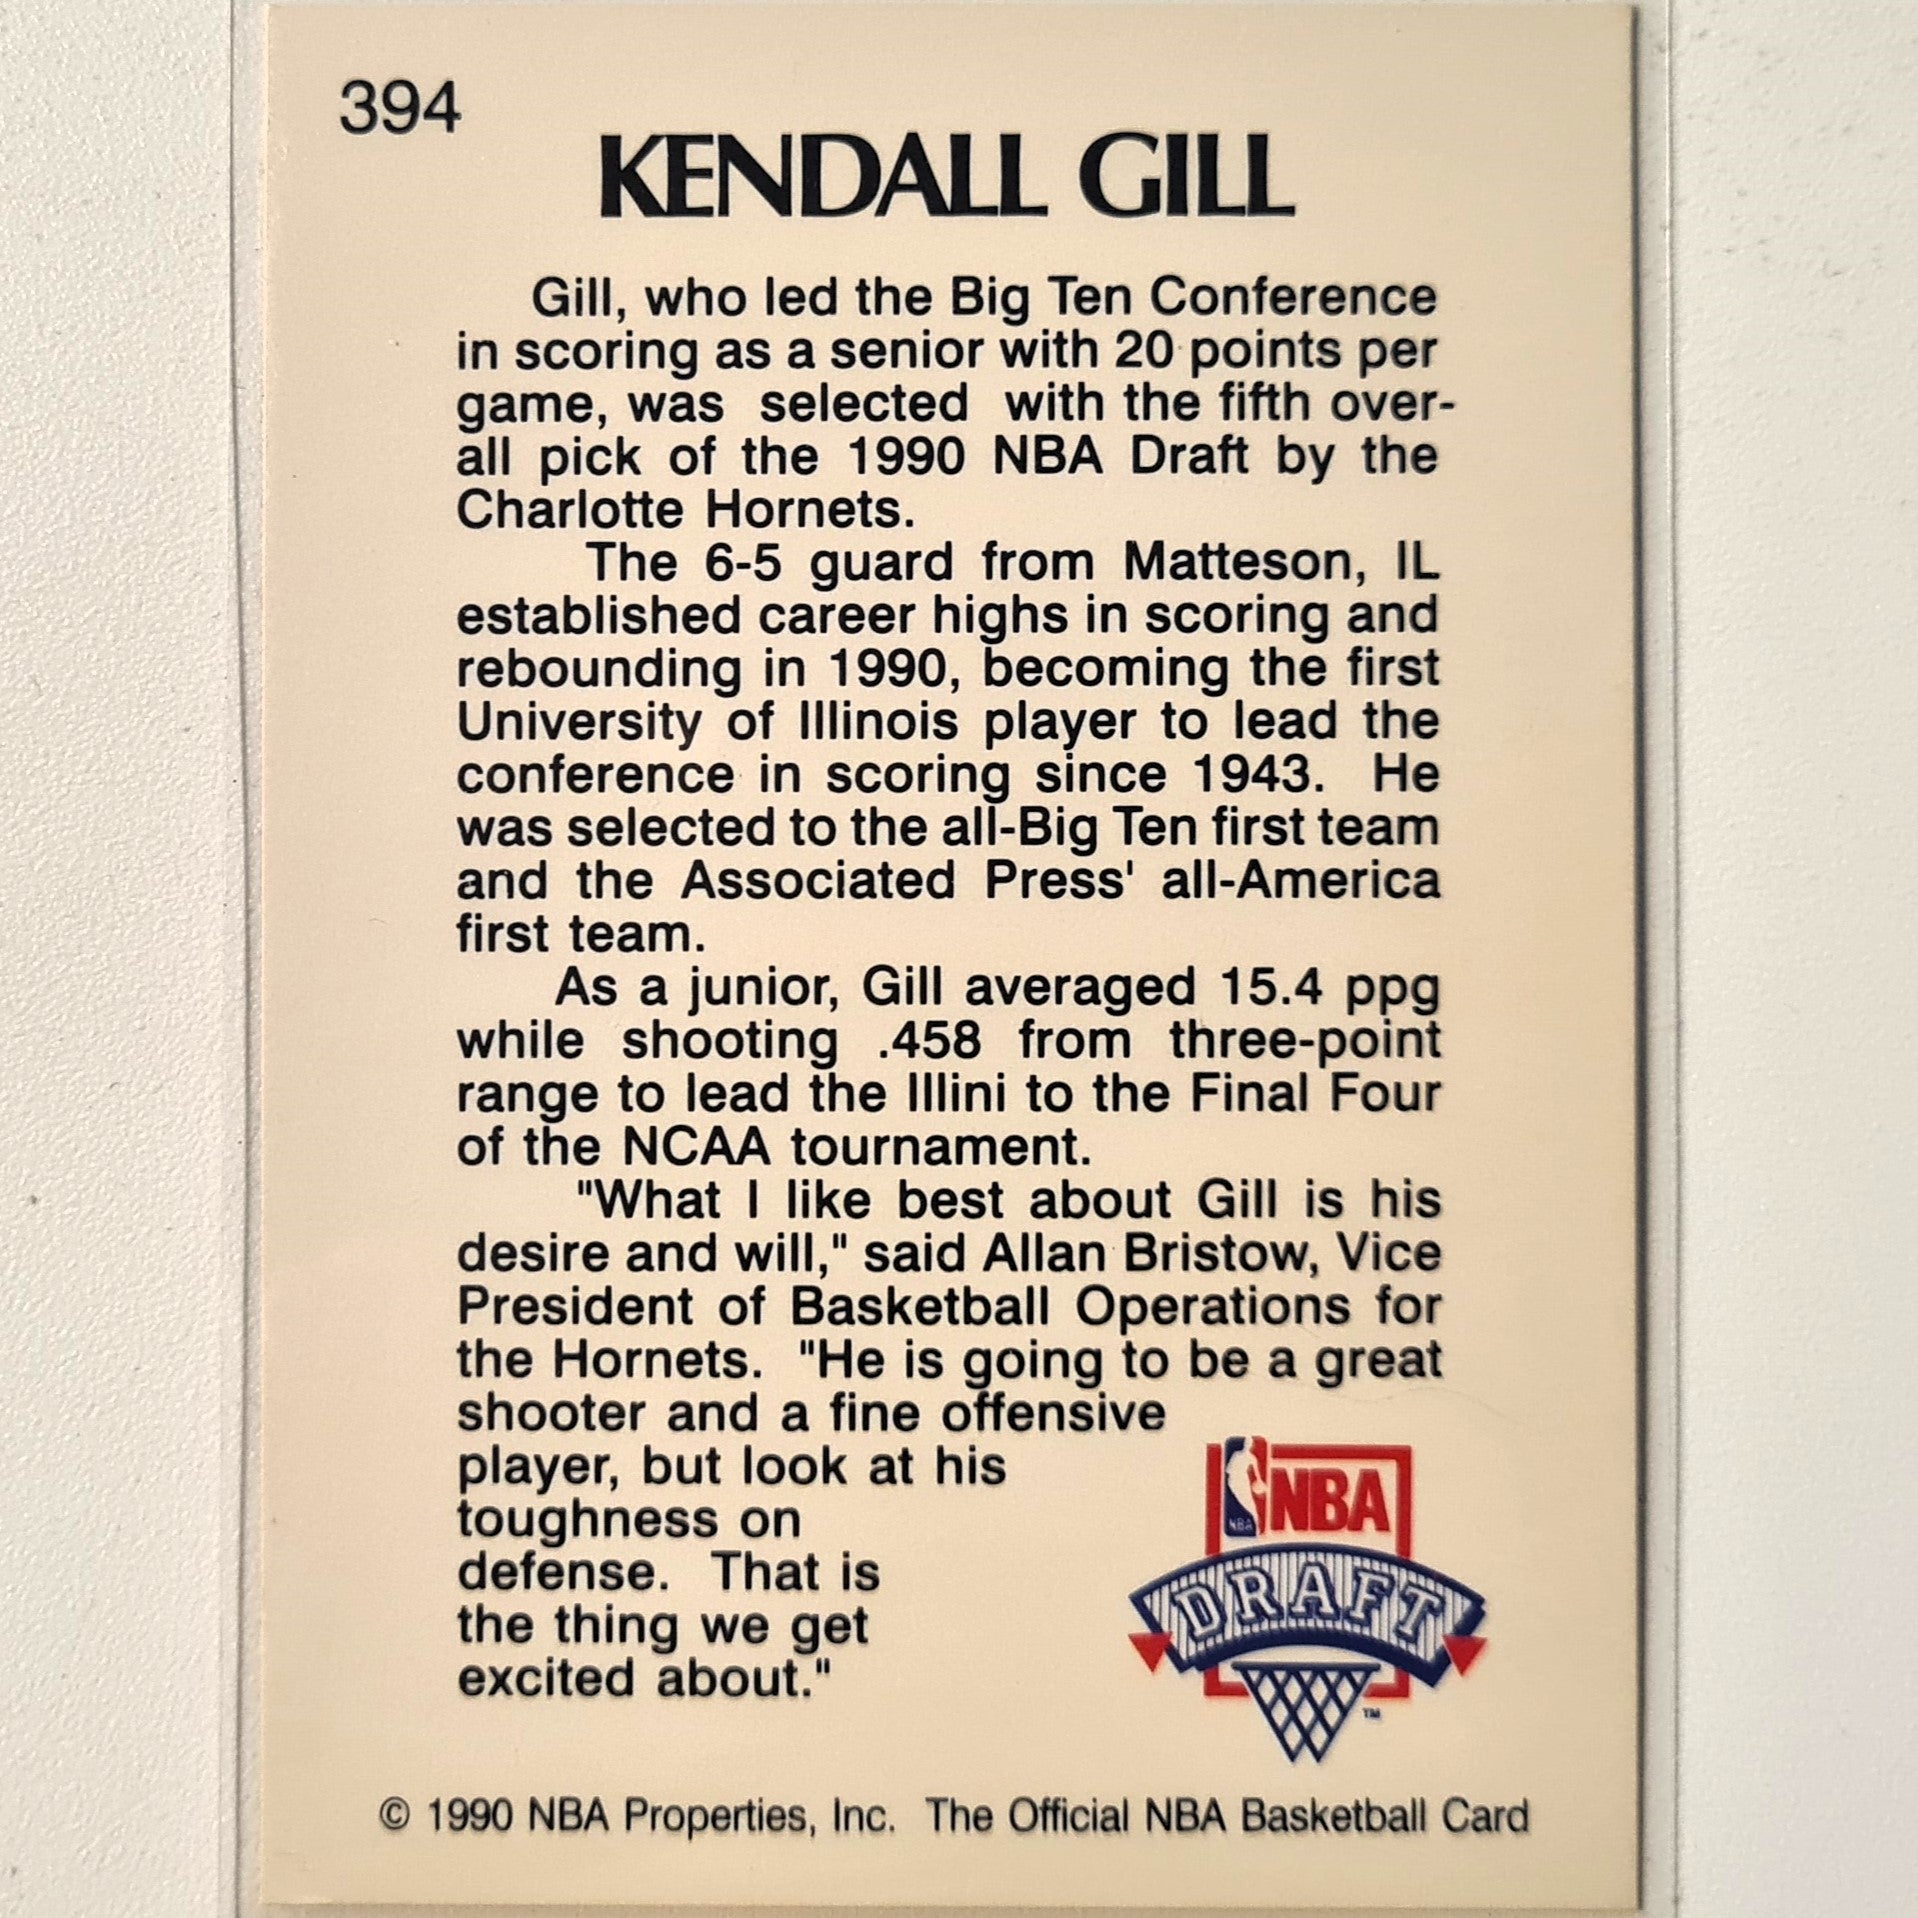 394
KENDALL GILL
Gill, who led the Big Ten Conference
in scoring as a senior with 20 points per
game, was selected with the fifth over-
all pick of the 1990 NBA Draft by the
Charlotte Hornets.
The 6-5 guard from Matteson, IL
established career highs in scoring and
rebounding in 1990, becoming the first
University of Illinois player to lead the
conference in scoring since 1943. He
was selected to the all-Big Ten first team
and the Associated Press' all-America
first team.
As a junior, Gill averaged 15.4 ppg
while shooting .458 from three-point
range to lead the Illini to the Final Four
of the NCAA tournament.
"What I like best about Gill is his
desire and will," said Allan Bristow, Vice
President of Basketball Operations for
the Hornets. "He is going to be a great
shooter and a fine offensive
player, but look at his
toughness on
defense. That is
the thing we get
excited about."
NBA
NBA
DRAFT
TM
© 1990 NBA Properties, Inc. The Official NBA Basketball Card